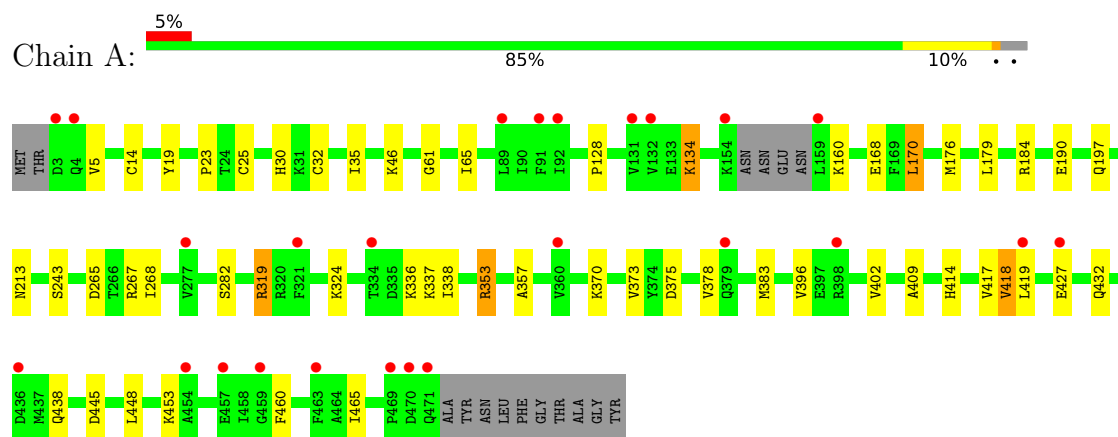 5%
Chain A:
85% 10% • •
MET THR D3 Q4 V5 C14 Y19 P23 T24 C25 H30 K31 C32 I35 K46 G61 I65 L89 I90 F91 I92 P128 V131 V132 E133 K134 K154 ASN ASN GLU ASN L159 K160 E168 F169 L170 M176 L179 R184 E190 Q197
N213 S243 D265 T266 R267 I268 V277 S282 R319 R320 F321 K324 T334 D335 K336 K337 I338 R353 A357 V360 K370 V373 Y374 D375 V378 Q379 M383 V396 E397 R398 V402 A409 H414 V417 V418 L419 E427 Q432
D436 M437 Q438 D445 L448 K453 A454 E457 I458 G459 F460 F463 A464 I465 P469 D470 Q471 ALA TYR ASN LEU PHE GLY THR ALA GLY TYR